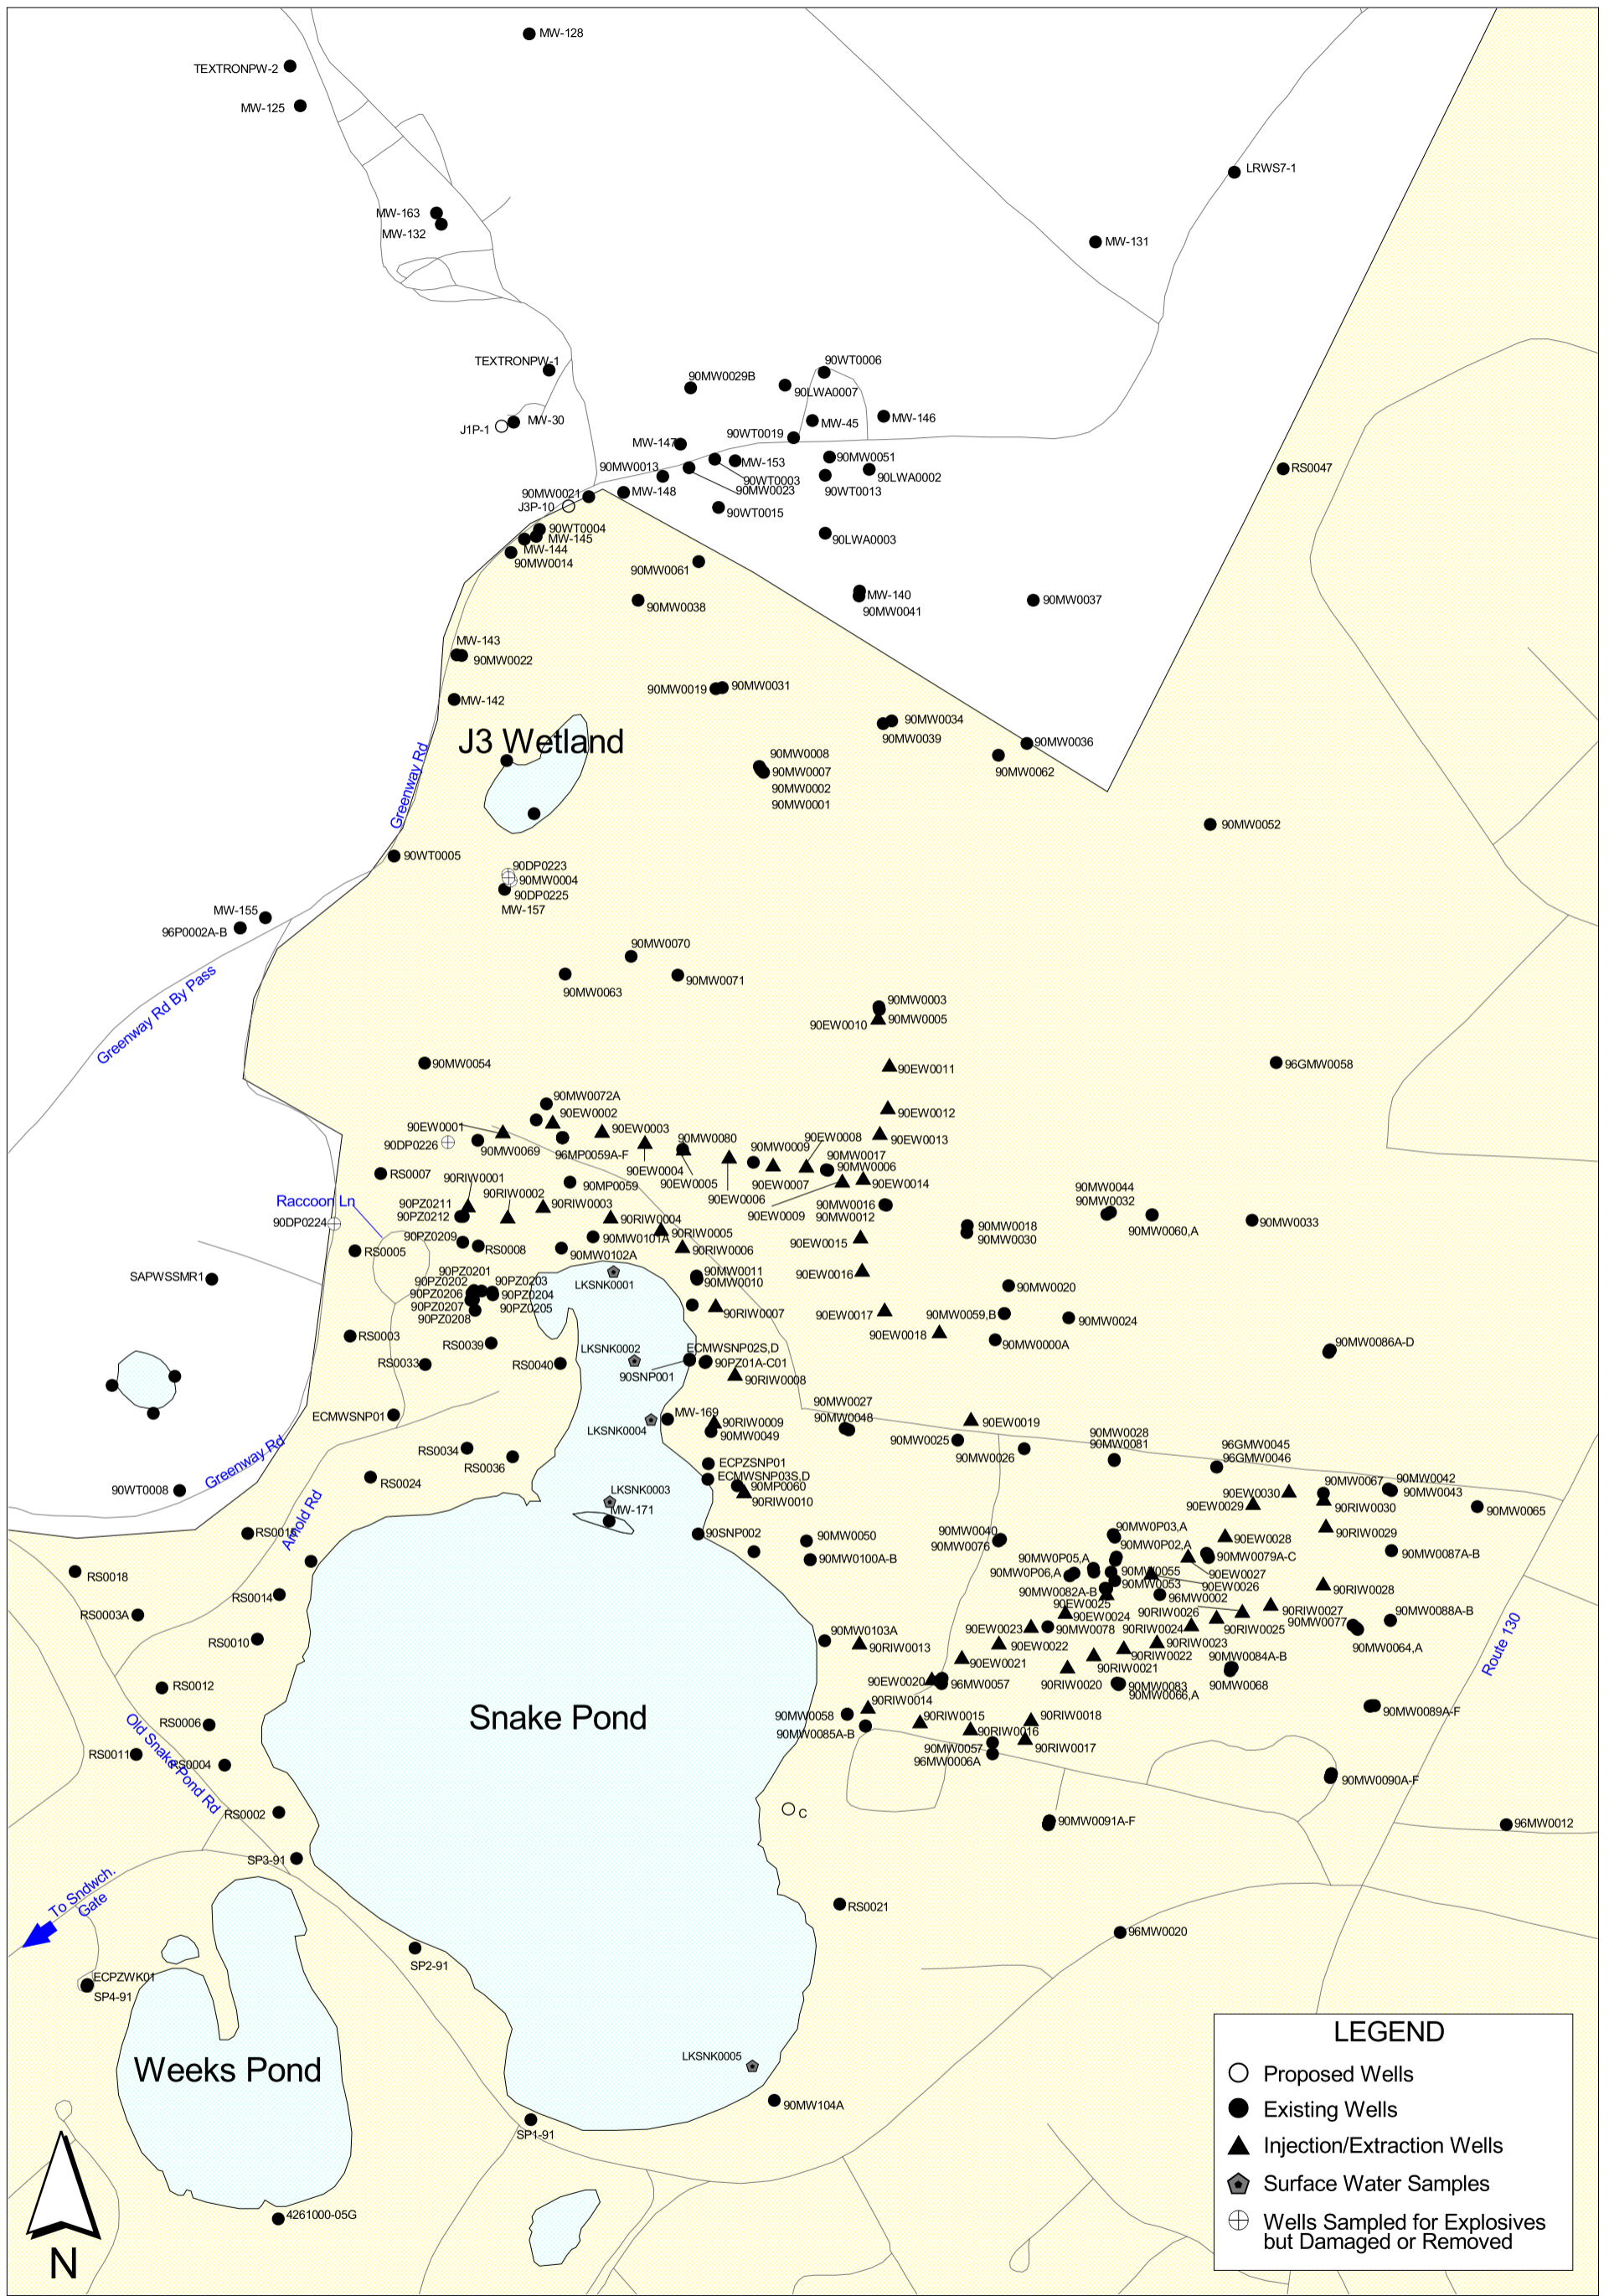 MW-128
TEXTRONPW-2
MW-125
LRWS7-1
MW-163
MW-132
MW-131
TEXTRONPW-1
90WT0006
90MW0029B
90LWA0007
MW-30
J1P-1
MW-45
MW-146
90WT0019
MW-147
90MW0051
MW-153
90MW0013
90WT0003
90LWA0002
RS0047
90MW0023
90WT0013
90MW0021
MW-148
J3P-10
90WT0015
90WT0004
MW-145
MW-144
90MW0014
90LWA0003
90MW0061
MW-140
90MW0041
90MW0038
90MW0037
MW-143
90MW0022
90MW0019
90MW0031
MW-142
90MW0034
90MW0039
J3 Wetland
90MW0036
90MW0062
90MW0008
90MW0007
90MW0002
90MW0001
Greenway Rd
90MW0052
90WT0005
90DP0223
90MW0004
90DP0225
MW-157
MW-155
96P0002A-B
90MW0070
90MW0071
90MW0063
Greenway Rd By Pass
90MW0003
90EW0010
90MW0005
90MW0054
90EW0011
96GMW0058
90MW0072A
90EW0002
90EW0012
90EW0001
90EW0003
90EW0013
90DP0226
90MW0069
90MW0080
90MW0009
90EW0008
96MP0059A-F
90EW0004
90MW0017
90MW0006
RS0007
90RIW0001
90MP0059
90EW0005
90EW0007
90EW0014
90RIW0002
90EW0006
90MW0044
90MW0032
Raccoon Ln
90PZ0211
90RIW0003
90MW0016
90EW0009
90MW0012
90PZ0212
90RIW0004
90DP0224
90MW0018
90MW0060,A
90MW0033
90PZ0209
90MW0101A
90RIW0005
90MW0030
RS0005
RS0008
90MW0102A
90RIW0006
90EW0015
SAPWSSMR1
90PZ0201
90MW0011
90EW0016
90PZ0202
90PZ0203
LKSNK0001
90MW0010
90MW0020
90PZ0206
90PZ0204
90PZ0207
90PZ0205
90RIW0007
90EW0017
90MW0059,B
90MW0024
90PZ0208
90EW0018
RS0003
RS0039
90MW0000A
90MW0086A-D
LKSNK0002
ECMWSNP02S,D
RS0033
RS0040
90PZ01A-C01
90SNP001
90RIW0008
ECMWSNP01
MW-169
90MW0027
90MW0048
90RIW0009
90EW0019
LKSNK0004
90MW0049
90MW0025
90MW0028
90MW0081
RS0034
90MW0026
96GMW0045
96GMW0046
Greenway Rd
RS0036
ECPZSNP01
RS0024
ECMWSNP03S,D
90MW0067
90MW0042
90WT0008
LKSNK0003
90MP0060
90EW0030
90MW0043
90RIW0010
90EW0029
90RIW0030
90MW0065
MW-171
Arnold Rd
RS0015
90SNP002
90MW0050
90MW0040
90MW0P03,A
90EW0028
90RIW0029
90MW0076
90MW0P02,A
90MW0100A-B
90MW0P05,A
90MW0079A-C
90MW0087A-B
RS0018
90MW0P06,A
90MW0055
90EW0027
90MW0053
90EW0026
90RIW0028
RS0014
90MW0082A-B
96MW0002
RS0003A
90EW0025
90RIW0027
90EW0024
90RIW0026
90MW0088A-B
90EW0023
90MW0078
90RIW0024
90RIW0025
90MW0077
RS0010
90MW0103A
90RIW0013
90EW0022
90RIW0023
90MW0064,A
90EW0021
90RIW0022
90MW0084A-B
Route 130
90RIW0021
90EW0020
96MW0057
90RIW0020
90MW0083
90MW0068
RS0012
90MW0066,A
90RIW0014
90MW0089A-F
Snake Pond
90MW0058
90RIW0015
90RIW0018
RS0006
90MW0085A-B
90RIW0016
Old Snake Pond Rd
90MW0057
90RIW0017
RS0011
96MW0006A
RS0004
90MW0090A-F
RS0002
C
90MW0091A-F
96MW0012
SP3-91
To Sndwch.
Gate
RS0021
96MW0020
SP2-91
ECPZWK01
SP4-91
LEGEND
LKSNK0005
Weeks Pond
Proposed Wells
90MW104A
Existing Wells
SP1-91
Injection/Extraction Wells
Surface Water Samples
4261000-05G
Wells Sampled for Explosives
but Damaged or Removed
N